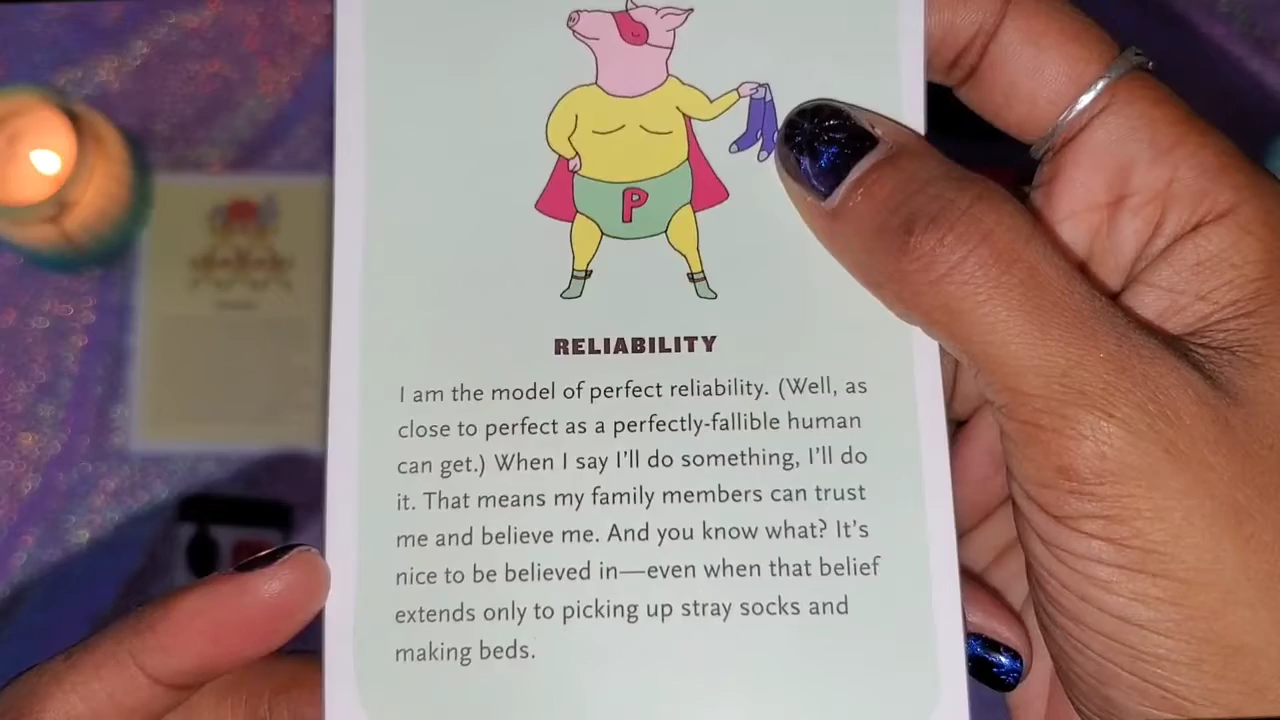 P
RELIABILITY
I am the model of perfect reliability. (Well, as
close to perfect as a perfectly-fallible human
can get.) When I say I'll do something, I'll do
it. That means my family members can trust
me and believe me. And you know what? It's
nice to be believed in—even when that belief
extends only to picking up stray socks and
making beds.